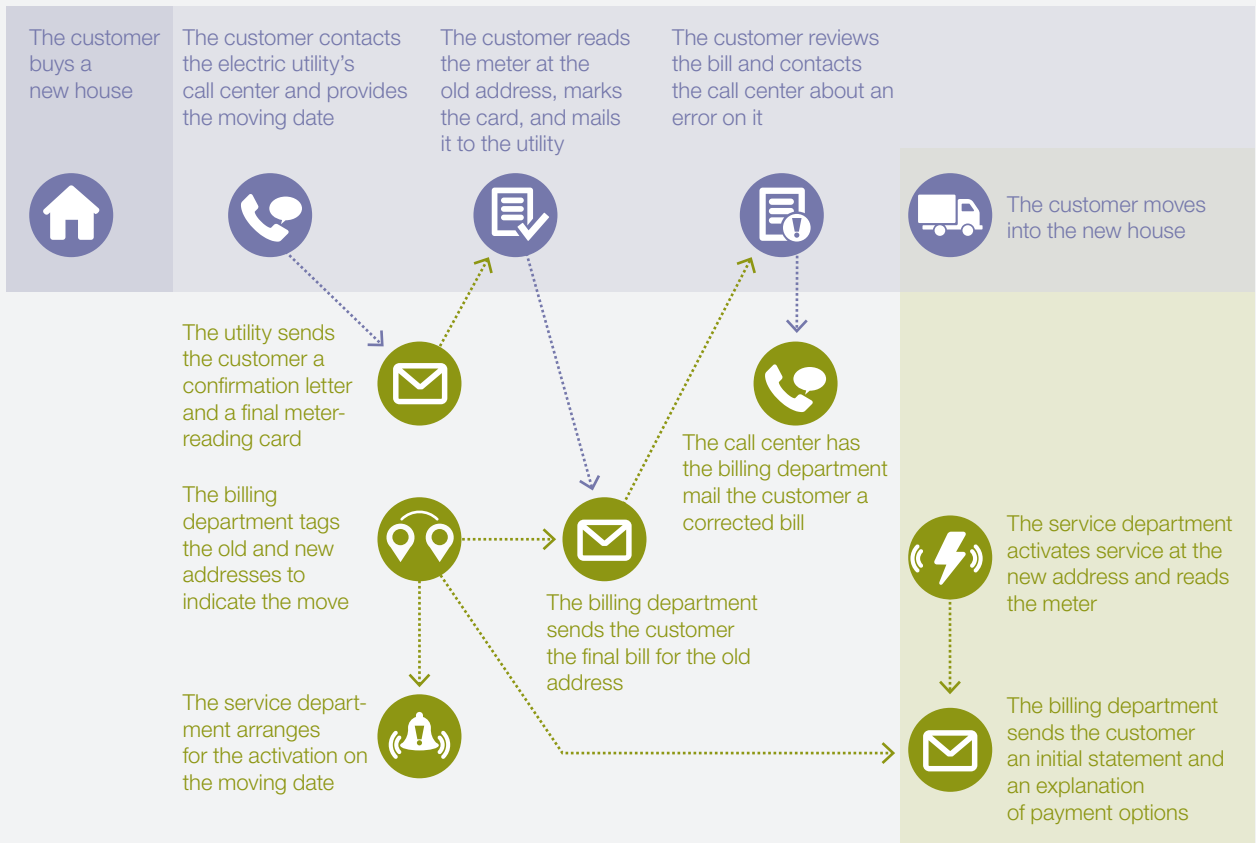 The customer
buys a
new house
The customer contacts
the electric utility’s
call center and provides
the moving date
The customer reads
the meter at the
old address, marks
the card, and mails
it to the utility
The customer reviews
the bill and contacts
the call center about an
error on it
The customer moves
into the new house
The utility sends
the customer a
confirmation letter
and a final meter-
reading card
The call center has
the billing department
mail the customer a
corrected bill
The billing
department tags
the old and new
addresses to
indicate the move
The billing department
sends the customer
the final bill for the old
address
The service department
activates service at the
new address and reads
the meter
The service depart-
ment arranges
for the activation on
the moving date
The billing department
sends the customer
an initial statement and
an explanation
of payment options